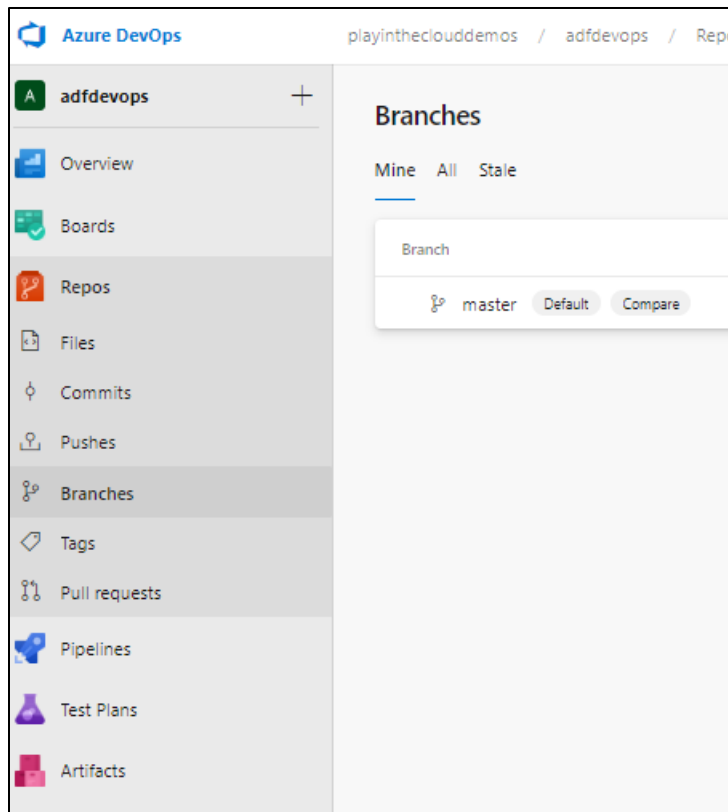 Azure DevOps
playintheclouddemos / adfdevops / Repo
A adfdevops
Overview
Boards
Repos
Files
Commits
Pushes
Branches
Tags
Pull requests
Pipelines
Test Plans
Artifacts
Branches
Mine All Stale
Branch
master Default Compare